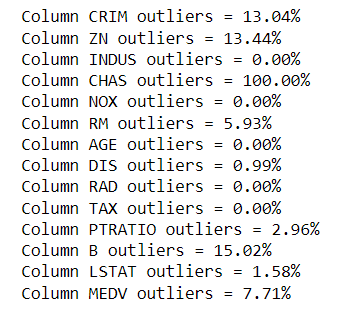 Column CRIM outliers = 13.04%
Column ZN outliers = 13.44%
Column INDUS outliers = 0.00%
Column CHAS outliers = 100.00%
Column NOX outliers = 0.00%
Column RM outliers = 5.93%
Column AGE outliers = 0.00%
Column DIS outliers = 0.99%
Column RAD outliers = 0.00%
Column TAX outliers = 0.00%
Column PTRATIO outliers = 2.96%
Column B outliers = 15.02%
Column LSTAT outliers = 1.58%
Column MEDV outliers = 7.71%